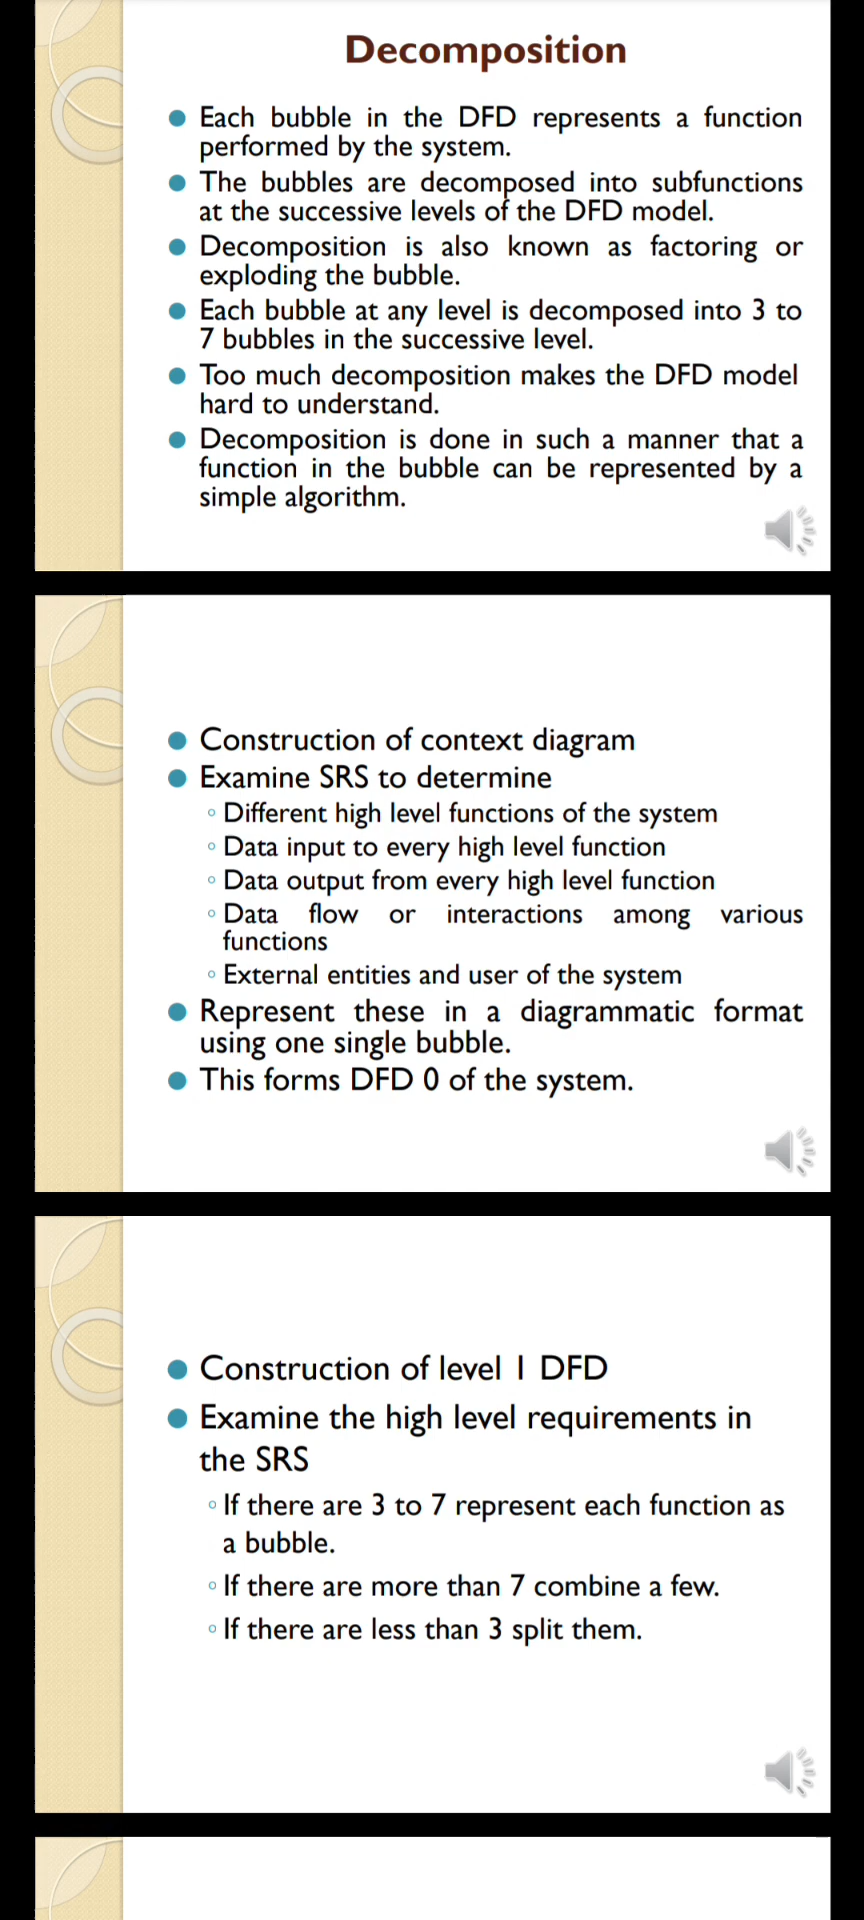 Decomposition
Each bubble in the DFD represents a function
performed by the system.
The bubbles are decomposed into subfunctions
at the successive levels of the DFD model.
Decomposition is also known as factoring or
exploding the bubble.
Each bubble at any level is decomposed into 3 to
7 bubbles in the successive level.
Too much decomposition makes the DFD model
hard to understand.
Decomposition is done in such a manner that a
function in the bubble can be represented by a
simple algorithm.
Construction of context diagram
Examine SRS to determine
Different high level functions of the system
Data input to every high level function
Data output from every high level function
Data flow or interactions among various
functions
External entities and user of the system
Represent these in a diagrammatic format
using one single bubble.
This forms DFD 0 of the system.
Construction of level 1 DFD
Examine the high level requirements in
the SRS
If there are 3 to 7 represent each function as
a bubble.
If there are more than 7 combine a few.
If there are less than 3 split them.